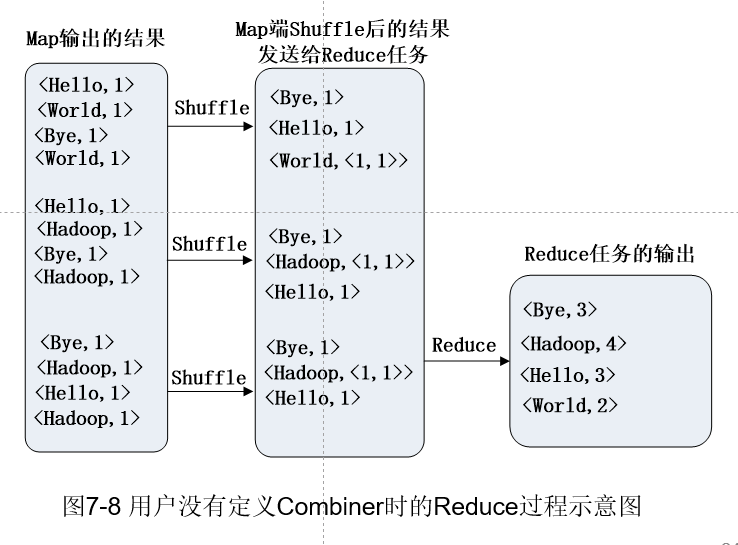 Map输出的结果
<Hello,1>
<World,1>
<Bye,1>
<World,1>
<Hello,1>
<Hadoop,1>
<Bye,1>
<Hadoop,1>
<Bye,1>
<Hadoop,1>
<Hello,1>
<Hadoop,1>
Shuffle
Shuffle
Shuffle
Map端Shuffle后的结果
发送给Reduce任务
<Bye,1>
<Hello,1>
<World,<1,1>>
<Bye,1>
<Hadoop,<1,1>>
<Hello,1>
<Bye,1>
<Hadoop,<1,1>>
<Hello,1>
Reduce
Reduce任务的输出
<Bye,3>
<Hadoop,4>
<Hello,3>
<World,2>
图7-8 用户没有定义Combiner时的Reduce过程示意图